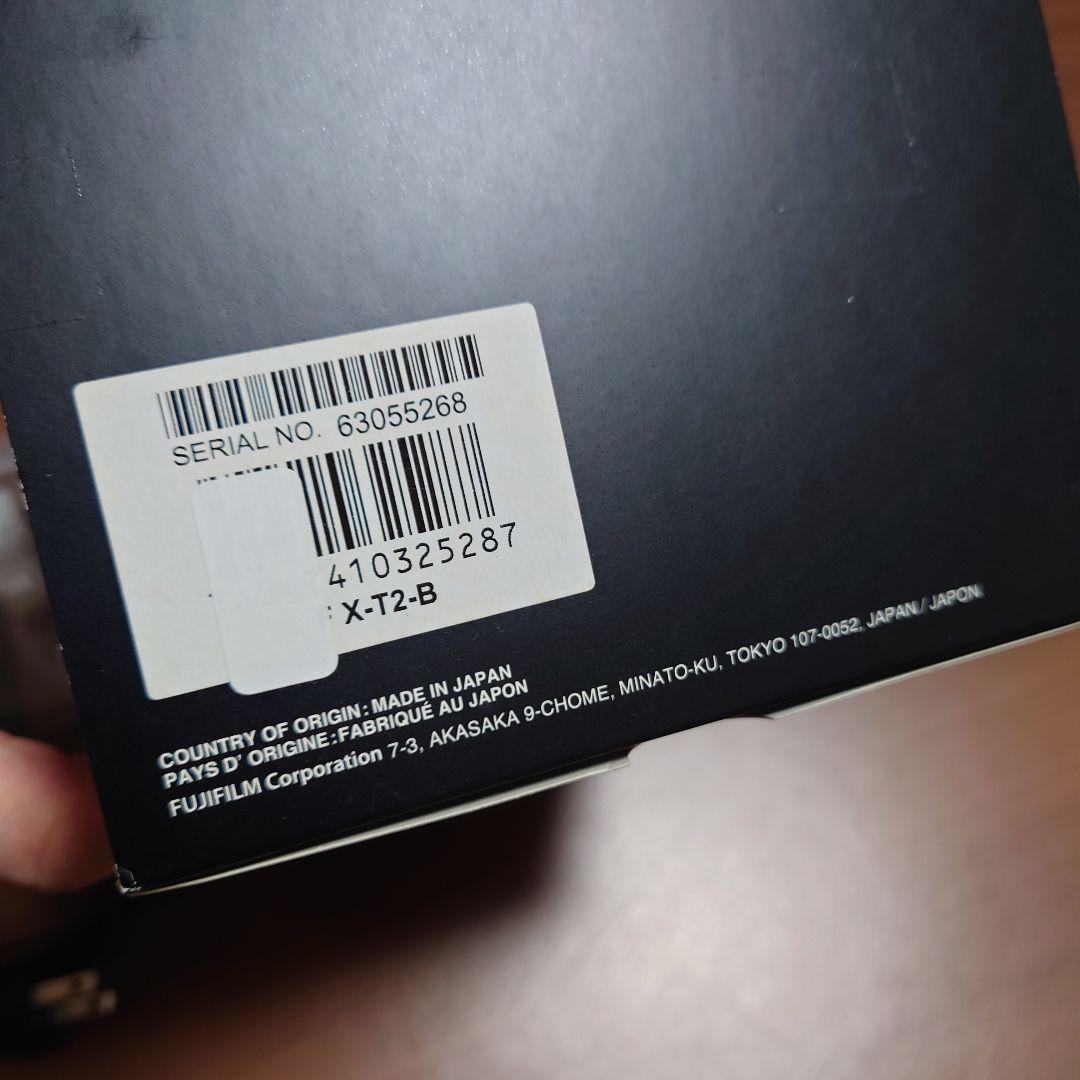 SERIAL NO. 63055268
410325287
: X-T2-B
COUNTRY OF ORIGIN : MADE IN JAPAN
PAYS D' ORIGINE : FABRIQUÉ AU JAPON
FUJIFILM Corporation 7-3, AKASAKA 9-CHOME, MINATO-KU, TOKYO 107-0052, JAPAN / JAPON